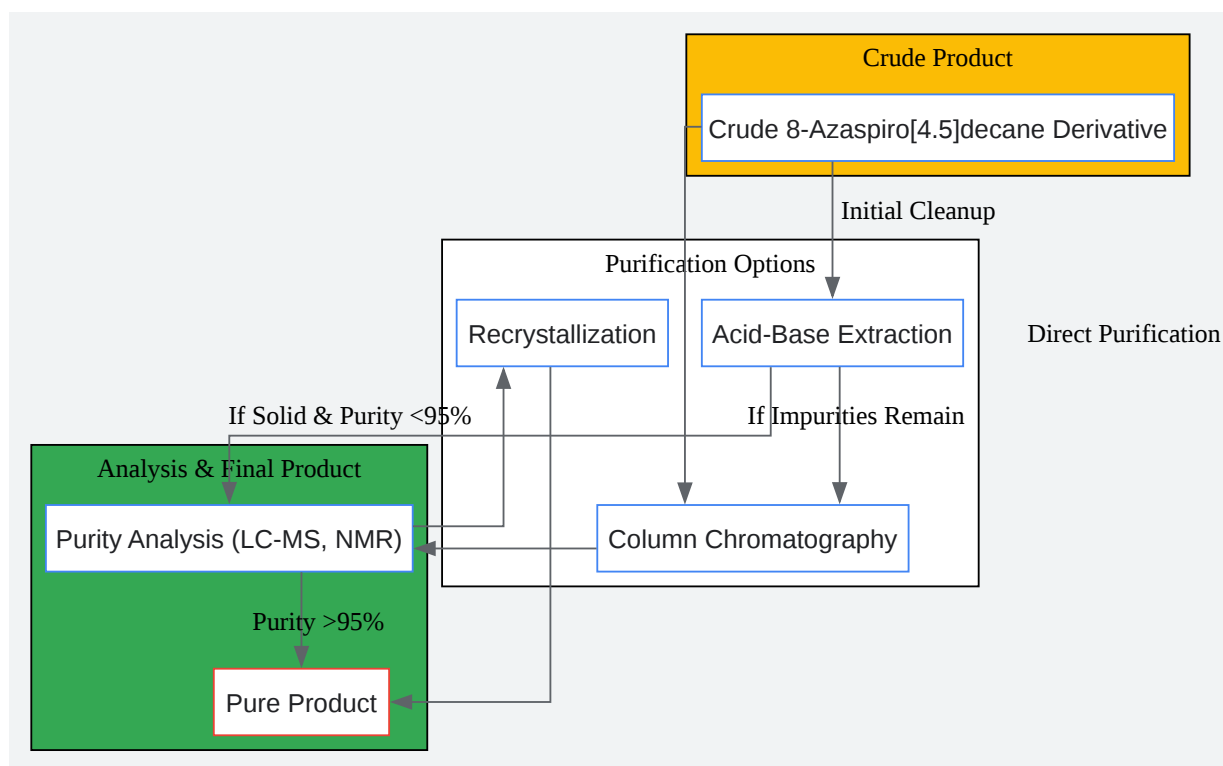 Crude Product
Crude 8-Azaspiro[4.5]decane Derivative
Initial Cleanup
Purification Options
Recrystallization
Acid-Base Extraction
Direct Purification
If Solid & Purity <95%
If Impurities Remain
Analysis & Final Product
Purity Analysis (LC-MS, NMR)
Column Chromatography
Purity >95%
Pure Product